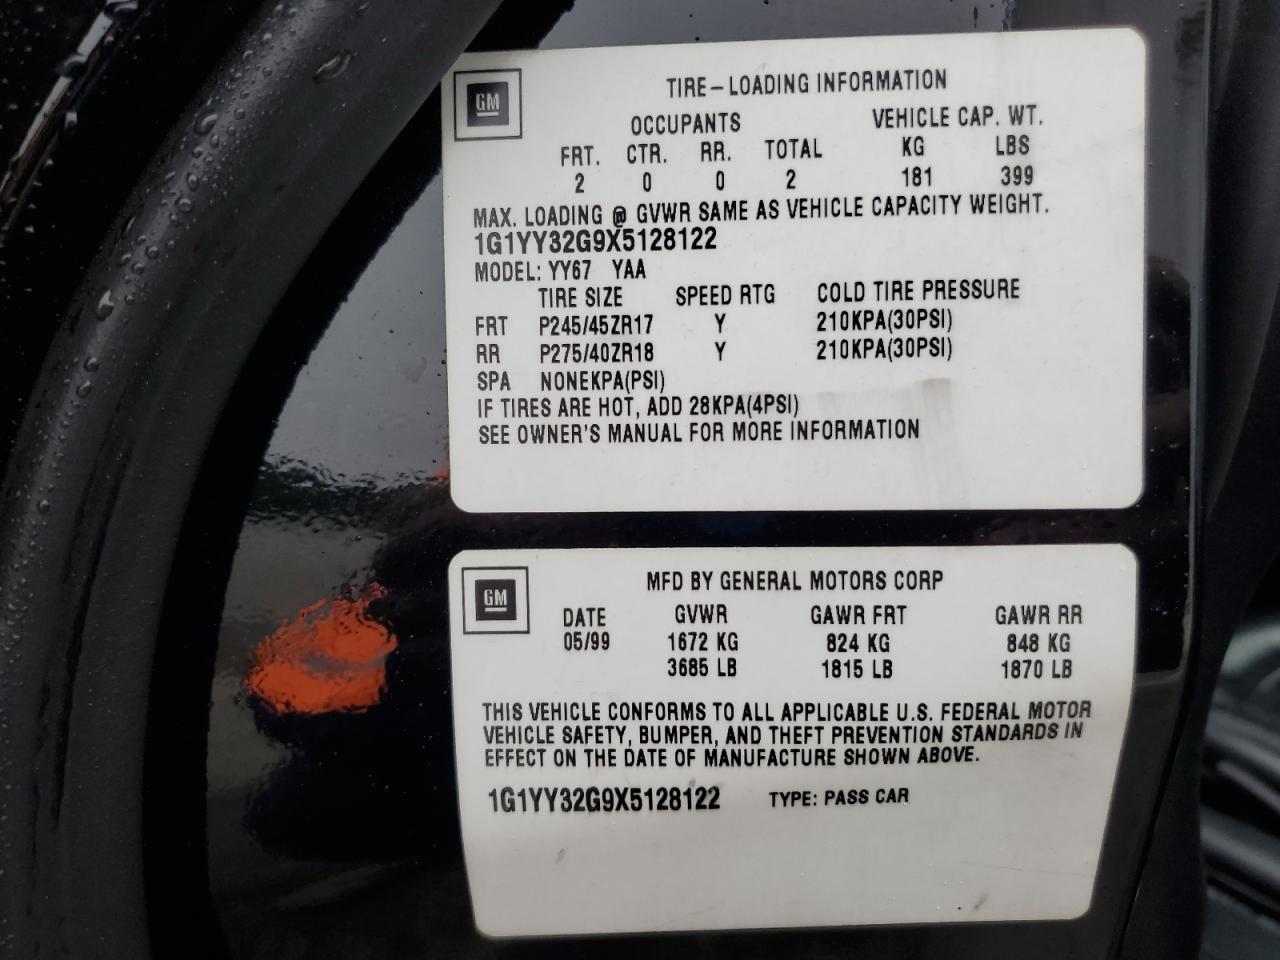 GM
TIRE-LOADING INFORMATION
OCCUPANTS VEHICLE CAP. WT.
FRT. CTR. RR. TOTAL KG LBS
2 0 0 2 181 399
MAX. LOADING @ GVWR SAME AS VEHICLE CAPACITY WEIGHT.
1G1YY32G9X5128122
MODEL: YY67 YAA
TIRE SIZE SPEED RTG COLD TIRE PRESSURE
FRT P245/45ZR17 Y 210KPA(30PSI)
RR P275/40ZR18 Y 210KPA(30PSI)
SPA NONEKPA(PSI)
IF TIRES ARE HOT, ADD 28KPA(4PSI)
SEE OWNER'S MANUAL FOR MORE INFORMATION
GM
MFD BY GENERAL MOTORS CORP
DATE GVWR GAWR FRT GAWR RR
05/99 1672 KG 824 KG 848 KG
3685 LB 1815 LB 1870 LB
THIS VEHICLE CONFORMS TO ALL APPLICABLE U.S. FEDERAL MOTOR
VEHICLE SAFETY, BUMPER, AND THEFT PREVENTION STANDARDS IN
EFFECT ON THE DATE OF MANUFACTURE SHOWN ABOVE.
1G1YY32G9X5128122 TYPE: PASS CAR